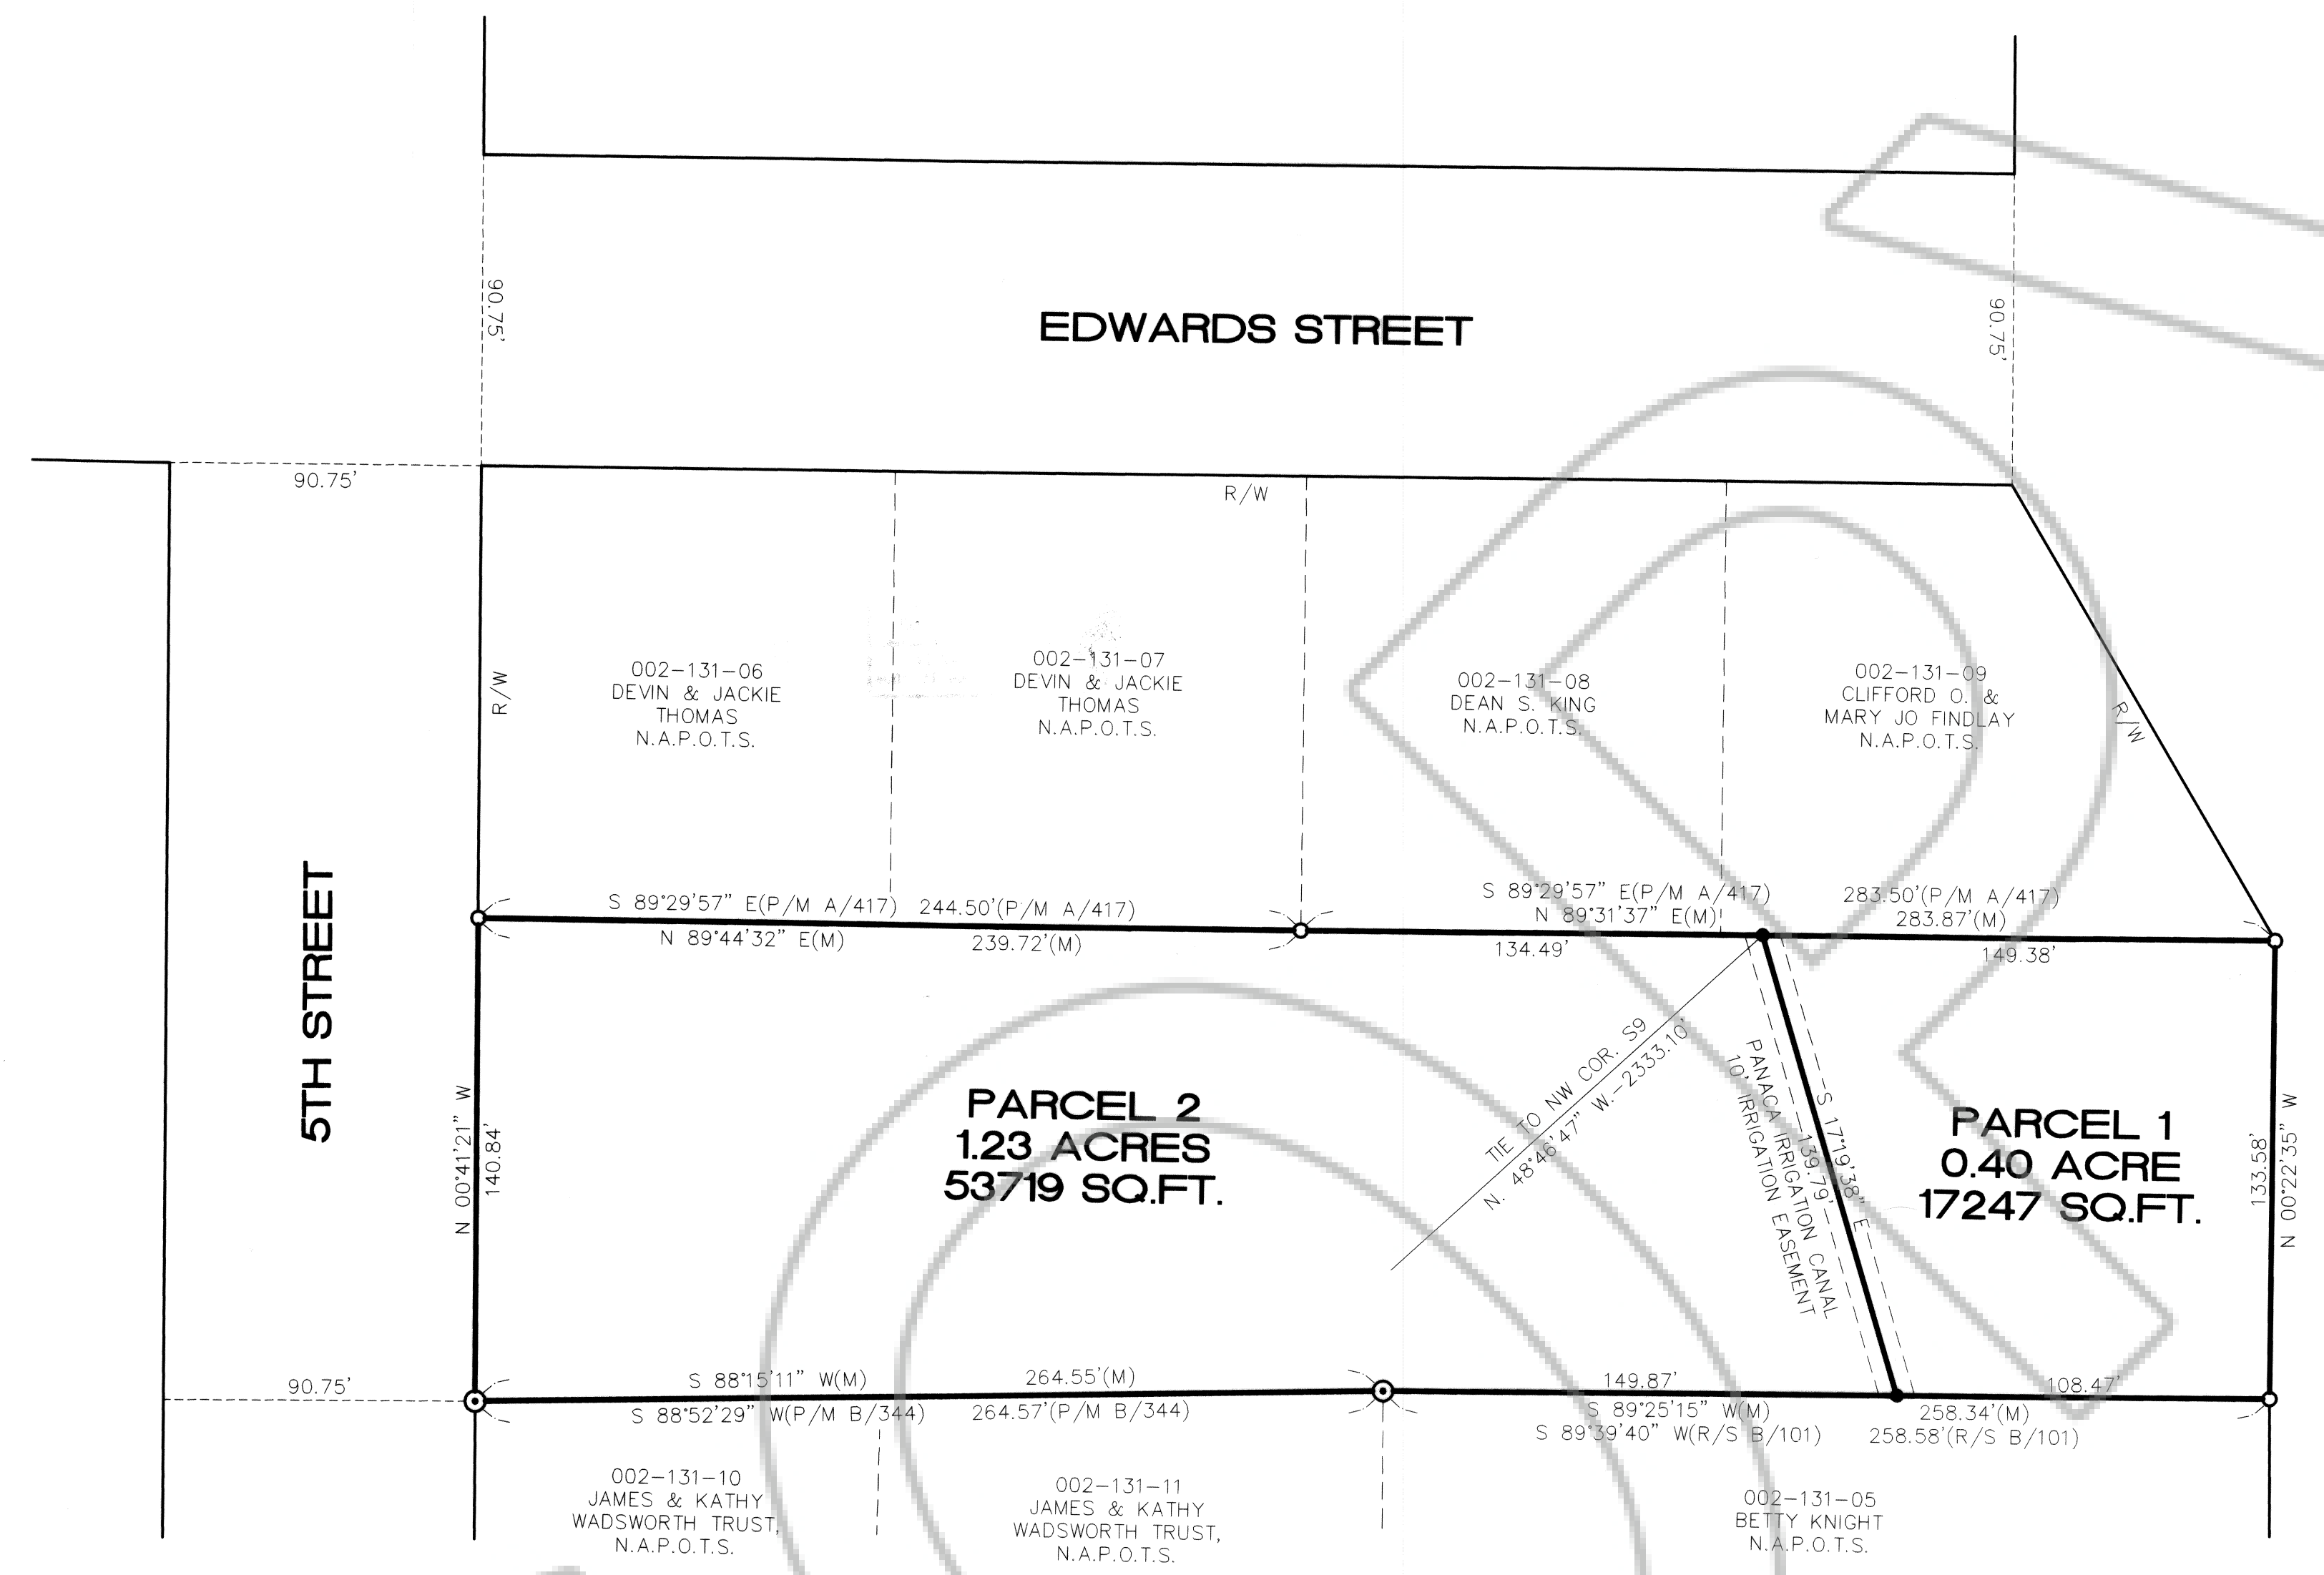 90.75'
90.75'
EDWARDS STREET
90.75'
R/W
R/W
R/W
002-131-06
DEVIN & JACKIE
THOMAS
N.A.P.O.T.S.
002-131-07
DEVIN & JACKIE
THOMAS
N.A.P.O.T.S.
002-131-08
DEAN S. KING
N.A.P.O.T.S.
002-131-09
CLIFFORD O. &
MARY JO FINDLAY
N.A.P.O.T.S.
5TH STREET
S 89°29'57" E(P/M A/417) 244.50'(P/M A/417)
N 89°44'32" E(M) 239.72'(M)
S 89°29'57" E(P/M A/417) 283.50'(P/M A/417)
N 89°31'37" E(M) 283.87'(M)
134.49'
149.38'
TIE TO NW COR. S9
N. 48°46'47" W.-2333.10'
PANACA IRRIGATION CANAL
10' IRRIGATION EASEMENT
S 17°19'38" E
139.79'
N 00°41'21" W
140.84'
PARCEL 2
1.23 ACRES
53719 SQ.FT.
PARCEL 1
0.40 ACRE
17247 SQ.FT.
133.58'
N 00°22'35" W
90.75'
S 88°15'11" W(M) 264.55'(M)
S 88°52'29" W(P/M B/344) 264.57'(P/M B/344)
149.87'
108.47'
S 89°25'15" W(M) 258.34'(M)
S 89°39'40" W(R/S B/101) 258.58'(R/S B/101)
002-131-10
JAMES & KATHY
WADSWORTH TRUST,
N.A.P.O.T.S.
002-131-11
JAMES & KATHY
WADSWORTH TRUST,
N.A.P.O.T.S.
002-131-05
BETTY KNIGHT
N.A.P.O.T.S.